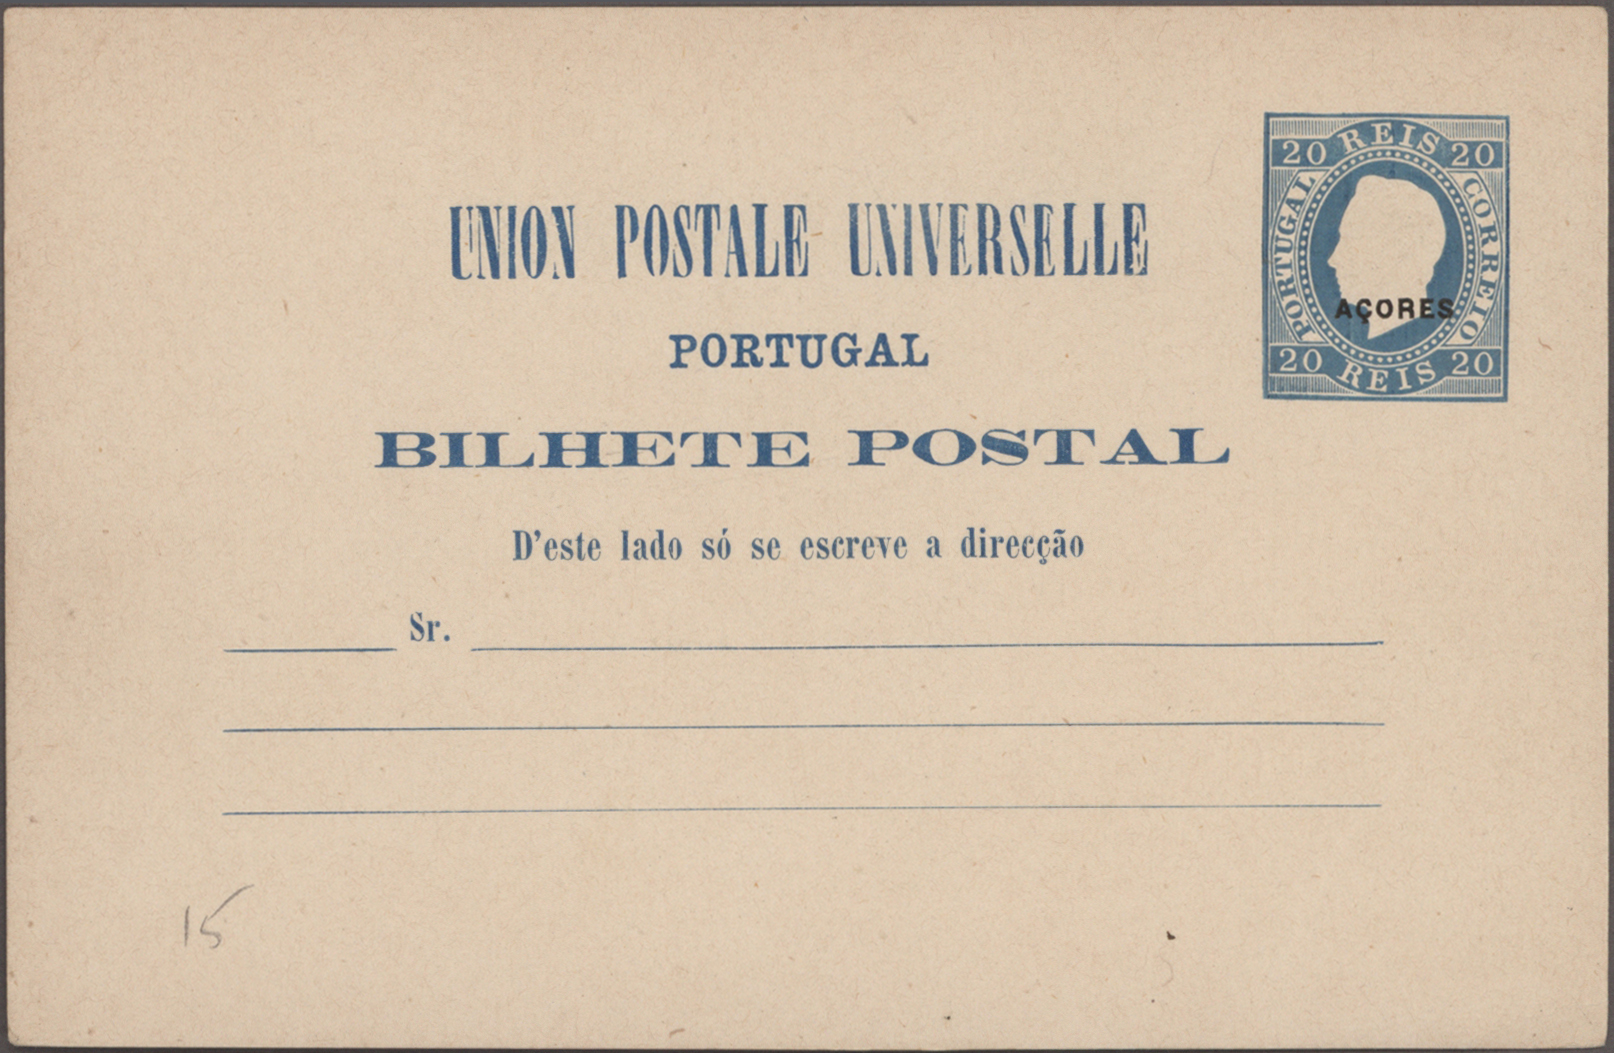 20 REIS 20
PORTUGAL
CORREIO
AÇORES
20 REIS 20
UNION POSTALE UNIVERSELLE
PORTUGAL
BILHETE POSTAL
D'este lado só se escreve a direcção
Sr.
15